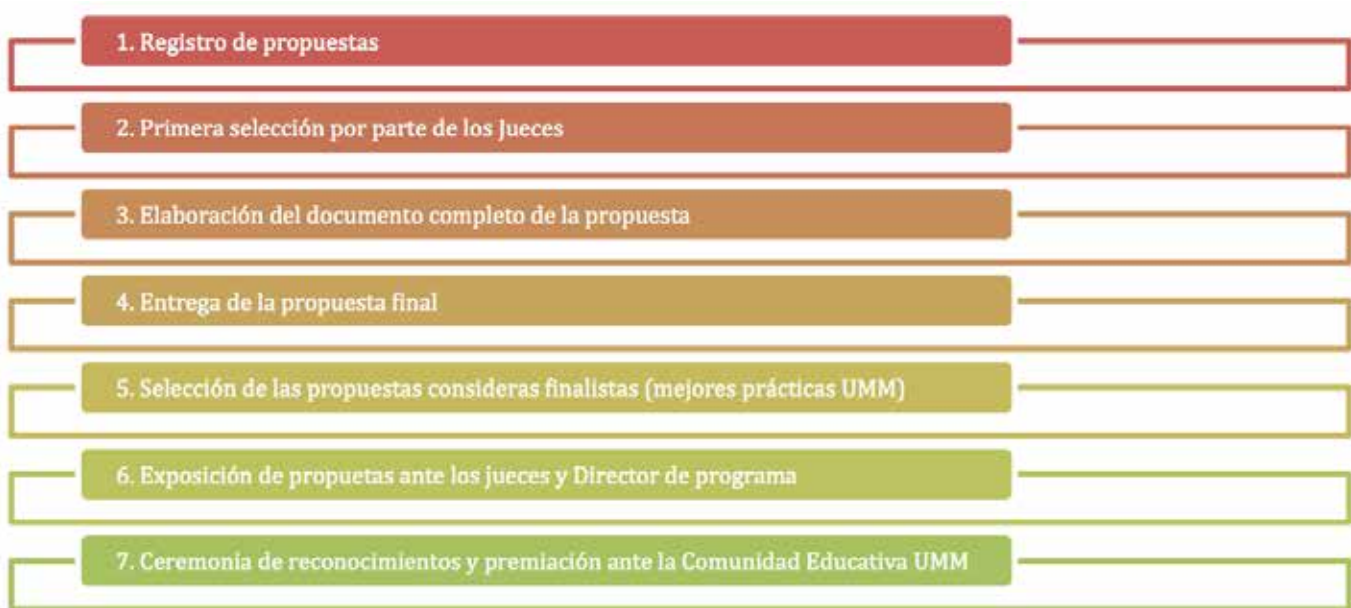 1. Registro de propuestas
2. Primera selección por parte de los Jueces
3. Elaboración del documento completo de la propuesta
4. Entrega de la propuesta final
5. Selección de las propuestas consideras finalistas (mejores prácticas UMM)
6. Exposición de propuetas ante los jueces y Director de programa
7. Ceremonia de reconocimientos y premiación ante la Comunidad Educativa UMM